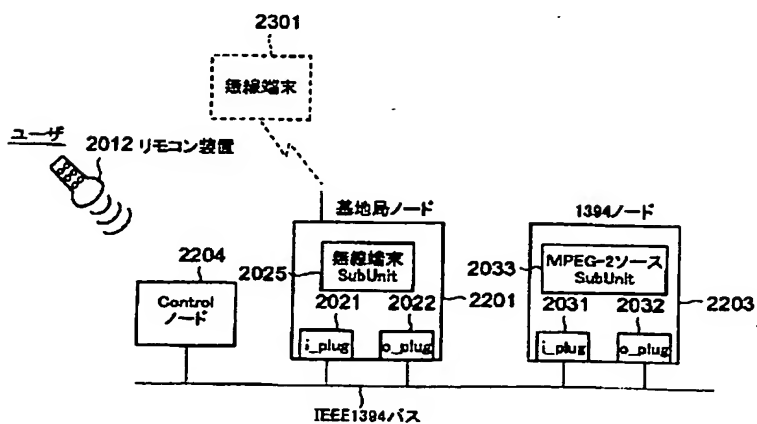 2301
無線端末
ユーザ
2012 リモコン装置
基地局ノード
1394ノード
2204
Control
ノード
2025
無線端末
SubUnit
2201
2033
MPEG-2ソース
SubUnit
2203
2021
2022
2031
2032
i_plug
o_plug
i_plug
o_plug
IEEE1394バス